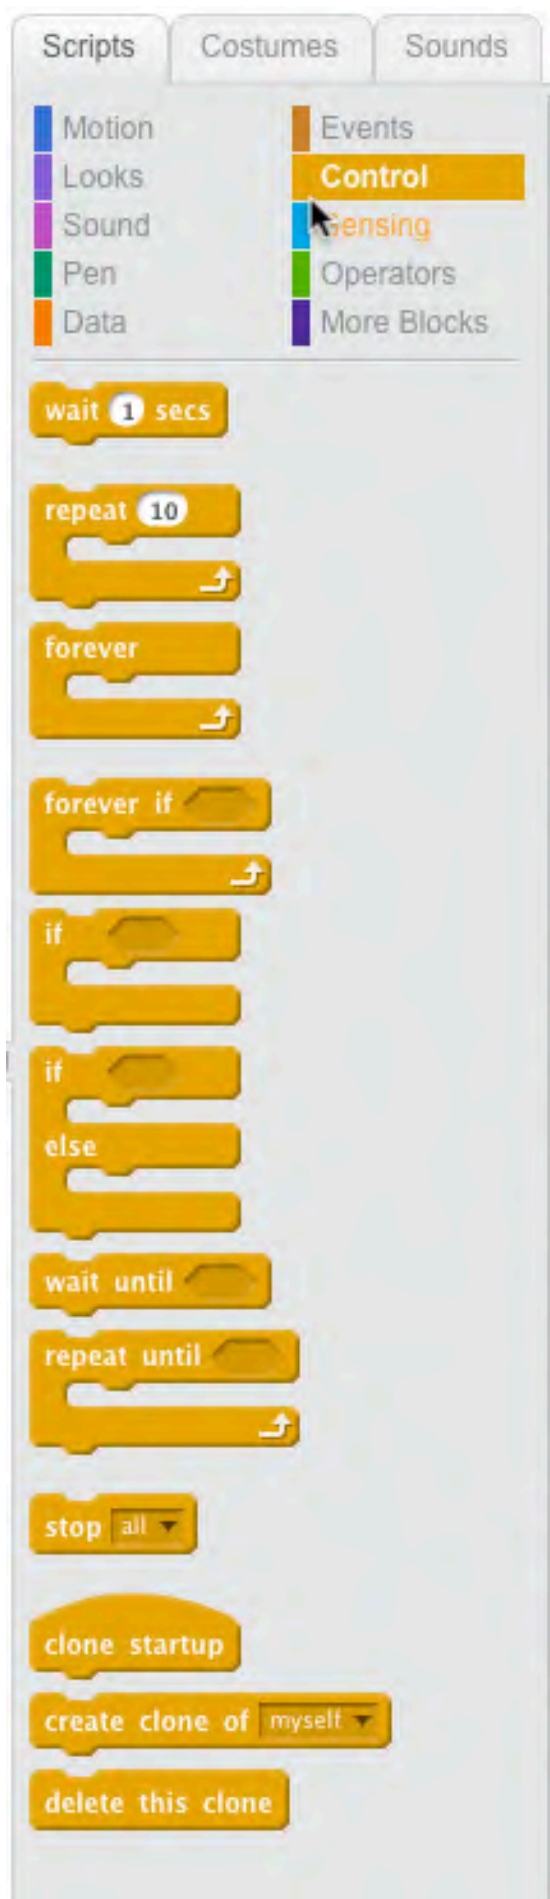 Scripts Costumes Sounds
Motion Events
Looks Control
Sound Sensing
Pen Operators
Data More Blocks
wait 1 secs
repeat 10
forever
forever if
if
if
else
wait until
repeat until
stop all
clone startup
create clone of myself
delete this clone